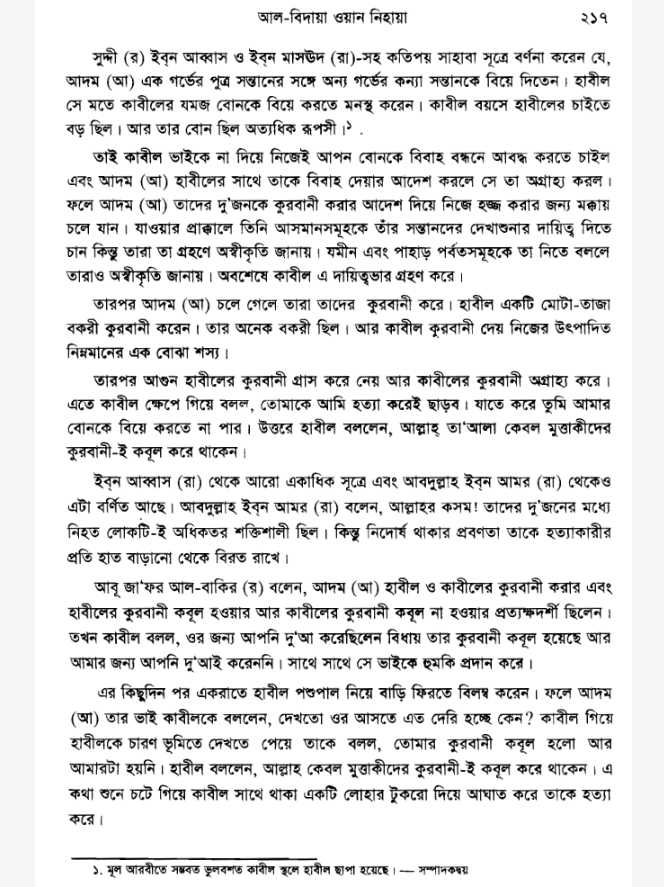 আল-বিদায়া ওয়ান নিহায়া ২১৭
সুদ্দী (র) ইব্‌ন আব্বাস ও ইব্‌ন মাসঊদ (রা)-সহ কতিপয় সাহাবা সূত্রে বর্ণনা করেন যে,
আদম (আ) এক গর্ভের পুত্র সন্তানের সঙ্গে অন্য গর্ভের কন্যা সন্তানকে বিয়ে দিতেন। হাবীল
সে মতে কাবীলের যমজ বোনকে বিয়ে করতে মনস্থ করেন। কাবীল বয়সে হাবীলের চাইতে
বড় ছিল। আর তার বোন ছিল অত্যধিক রূপসী।১ .
তাই কাবীল ভাইকে না দিয়ে নিজেই আপন বোনকে বিবাহ বন্ধনে আবদ্ধ করতে চাইল
এবং আদম (আ) হাবীলের সাথে তাকে বিবাহ দেয়ার আদেশ করলে সে তা অগ্রাহ্য করল।
ফলে আদম (আ) তাদের দু'জনকে কুরবানী করার আদেশ দিয়ে নিজে হজ্জ করার জন্য মক্কায়
চলে যান। যাওয়ার প্রাক্কালে তিনি আসমানসমূহকে তাঁর সন্তানদের দেখাশুনার দায়িত্ব দিতে
চান কিন্তু তারা তা গ্রহণে অস্বীকৃতি জানায়। যমীন এবং পাহাড় পর্বতসমূহকে তা নিতে বললে
তারাও অস্বীকৃতি জানায়। অবশেষে কাবীল এ দায়িত্বভার গ্রহণ করে।
তারপর আদম (আ) চলে গেলে তারা তাদের কুরবানী করে। হাবীল একটি মোটা-তাজা
বকরী কুরবানী করেন। তার অনেক বকরী ছিল। আর কাবীল কুরবানী দেয় নিজের উৎপাদিত
নিম্নমানের এক বোঝা শস্য।
তারপর আগুন হাবীলের কুরবানী গ্রাস করে নেয় আর কাবীলের কুরবানী অগ্রাহ্য করে।
এতে কাবীল ক্ষেপে গিয়ে বলল, তোমাকে আমি হত্যা করেই ছাড়ব। যাতে করে তুমি আমার
বোনকে বিয়ে করতে না পার। উত্তরে হাবীল বললেন, আল্লাহ্ তা'আলা কেবল মুত্তাকীদের
কুরবানী-ই কবূল করে থাকেন।
ইব্‌ন আব্বাস (রা) থেকে আরো একাধিক সূত্রে এবং আবদুল্লাহ ইব্‌ন আমর (রা) থেকেও
এটা বর্ণিত আছে। আবদুল্লাহ ইব্‌ন আমর (রা) বলেন, আল্লাহর কসম! তাদের দু'জনের মধ্যে
নিহত লোকটি-ই অধিকতর শক্তিশালী ছিল। কিন্তু নির্দোষ থাকার প্রবণতা তাকে হত্যাকারীর
প্রতি হাত বাড়ানো থেকে বিরত রাখে।
আবূ জা'ফর আল-বাকির (র) বলেন, আদম (আ) হাবীল ও কাবীলের কুরবানী করার এবং
হাবীলের কুরবানী কবূল হওয়ার আর কাবীলের কুরবানী কবূল না হওয়ার প্রত্যক্ষদর্শী ছিলেন।
তখন কাবীল বলল, ওর জন্য আপনি দু'আ করেছিলেন বিধায় তার কুরবানী কবূল হয়েছে আর
আমার জন্য আপনি দু'আই করেননি। সাথে সাথে সে ভাইকে হুমকি প্রদান করে।
এর কিছুদিন পর একরাতে হাবীল পশুপাল নিয়ে বাড়ি ফিরতে বিলম্ব করেন। ফলে আদম
(আ) তার ভাই কাবীলকে বললেন, দেখতো ওর আসতে এত দেরি হচ্ছে কেন? কাবীল গিয়ে
হাবীলকে চারণ ভূমিতে দেখতে পেয়ে তাকে বলল, তোমার কুরবানী কবূল হলো আর
আমারটা হয়নি। হাবীল বললেন, আল্লাহ কেবল মুত্তাকীদের কুরবানী-ই কবূল করে থাকেন। এ
কথা শুনে চটে গিয়ে কাবীল সাথে থাকা একটি লোহার টুকরো দিয়ে আঘাত করে তাকে হত্যা
করে।
১. মূল আরবীতে সম্ভবত ভুলবশত কাবীল স্থলে হাবীল ছাপা হয়েছে। — সম্পাদকদ্বয়